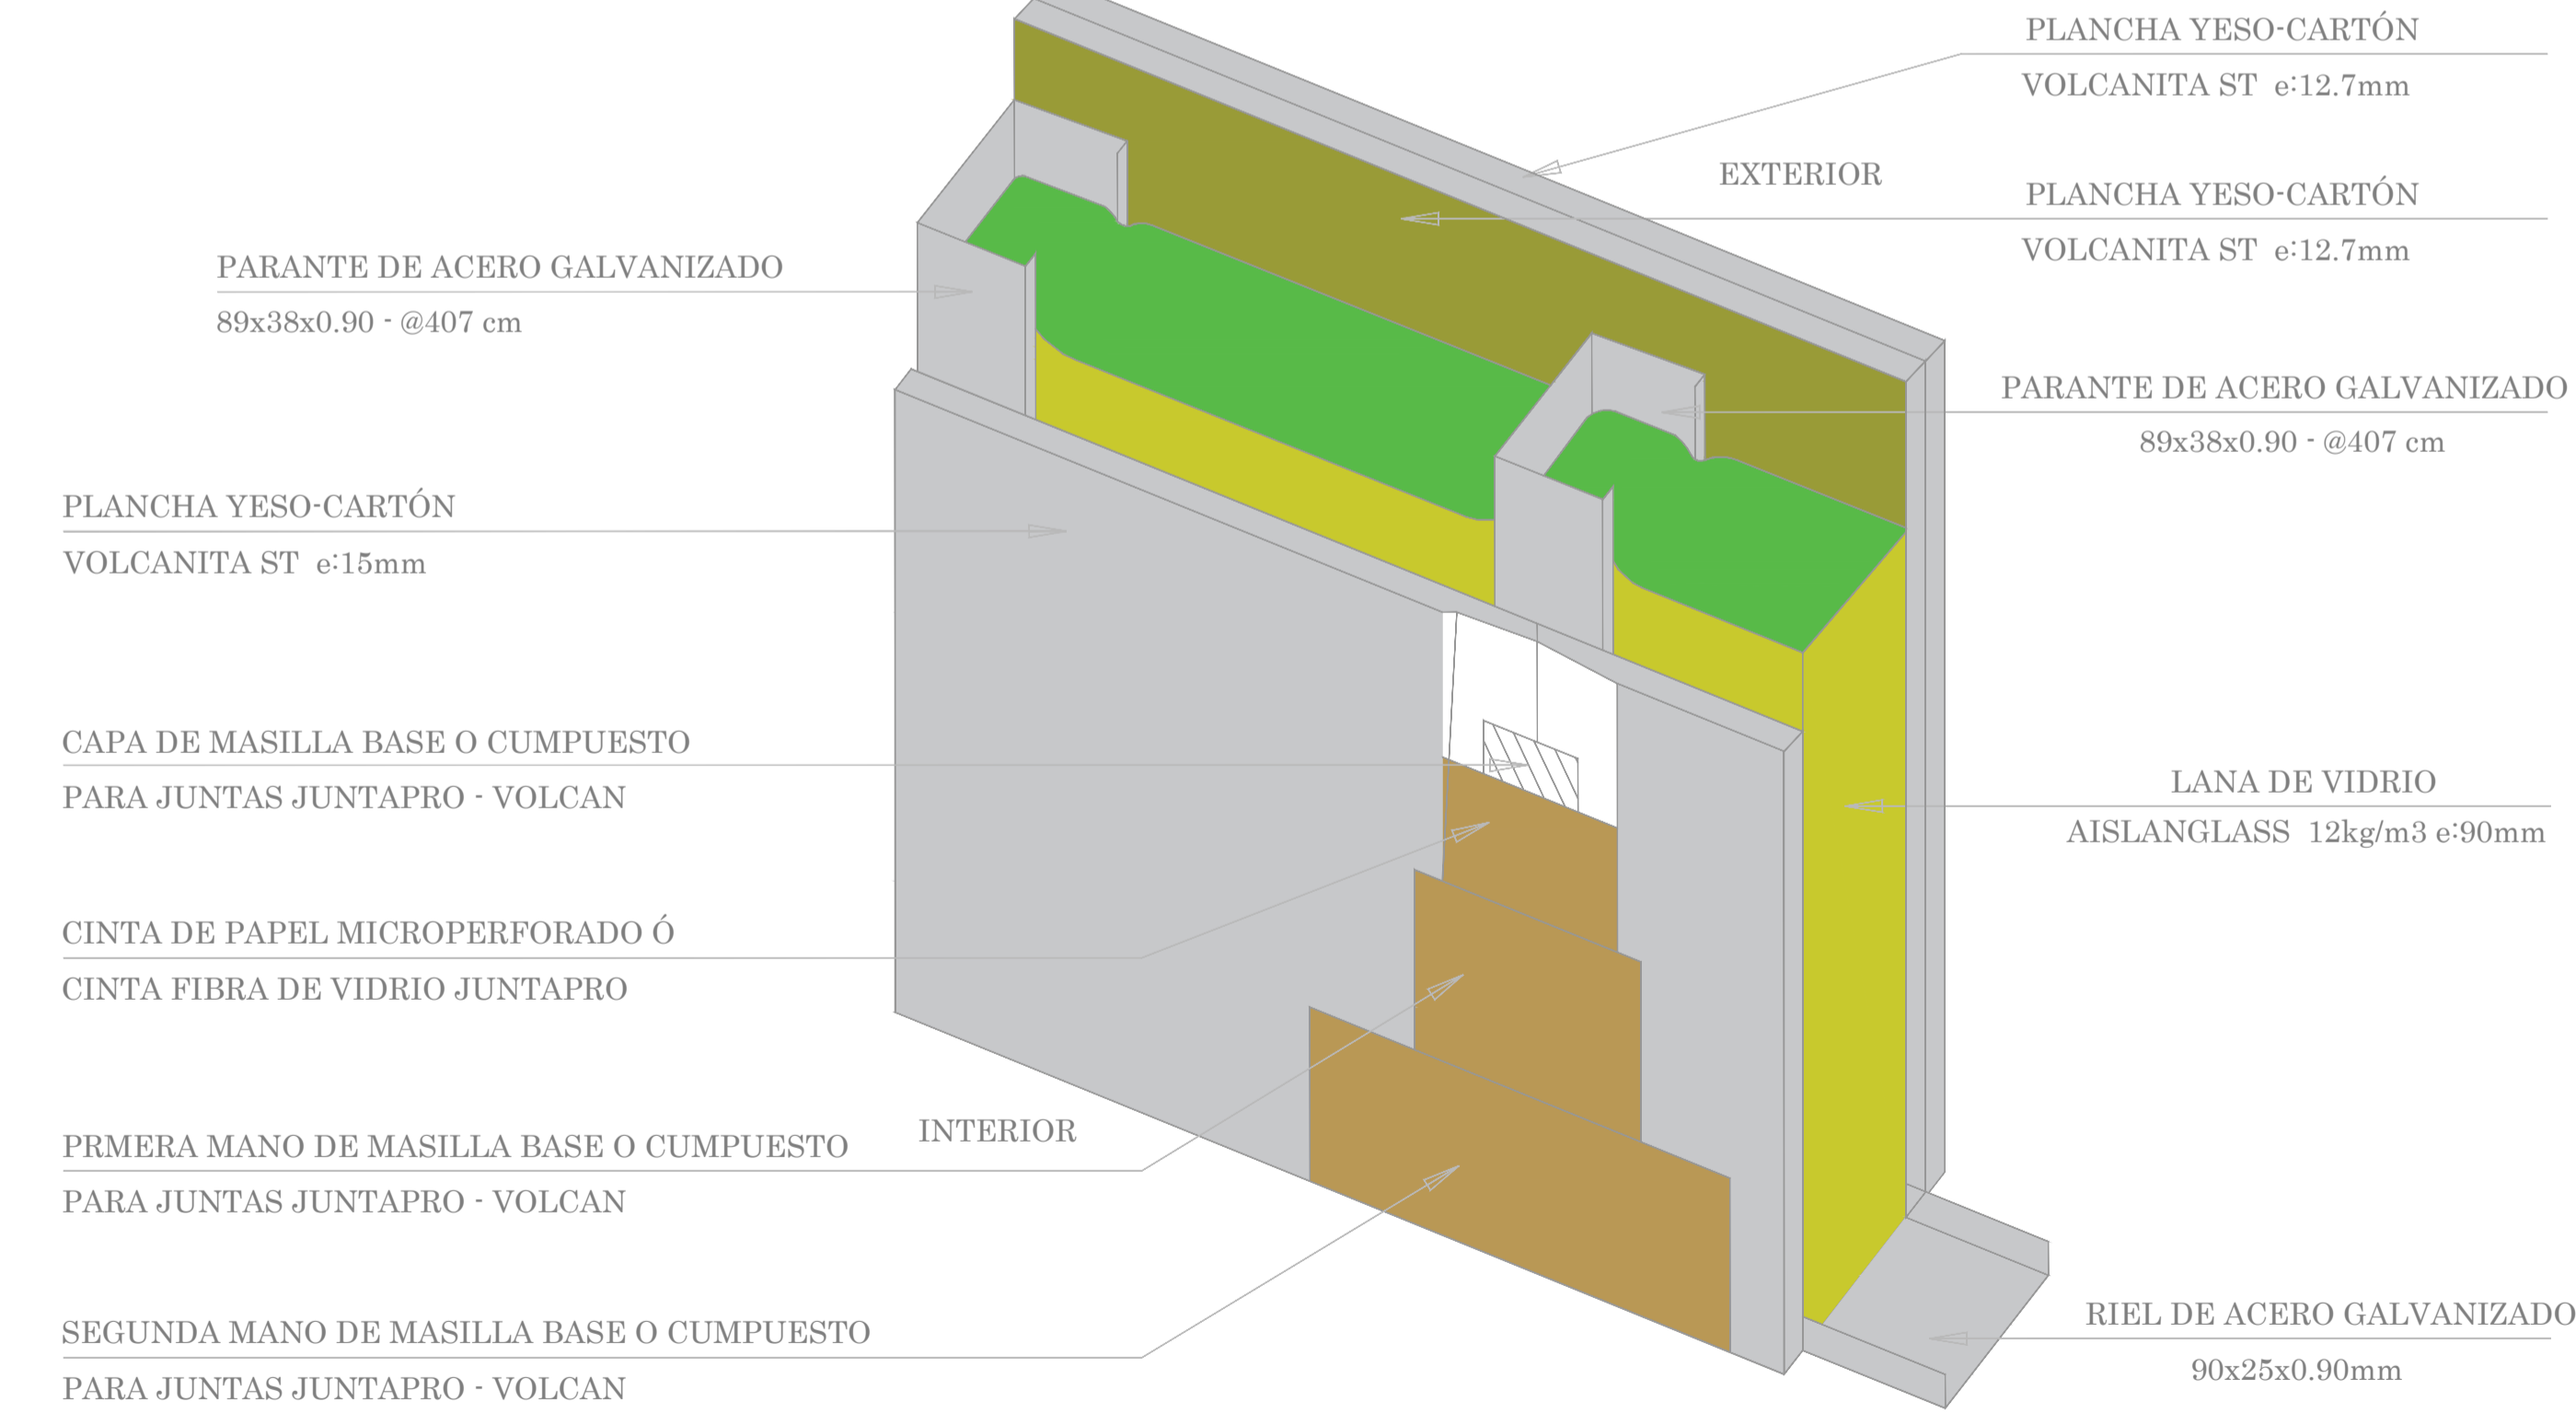 PLANCHA YESO-CARTÓN
VOLCANITA ST e:12.7mm
EXTERIOR
PLANCHA YESO-CARTÓN
VOLCANITA ST e:12.7mm
PARANTE DE ACERO GALVANIZADO
89x38x0.90 - @407 cm
PARANTE DE ACERO GALVANIZADO
89x38x0.90 - @407 cm
PLANCHA YESO-CARTÓN
VOLCANITA ST e:15mm
CAPA DE MASILLA BASE O CUMPUESTO
PARA JUNTAS JUNTAPRO - VOLCAN
LANA DE VIDRIO
AISLANGLASS 12kg/m3 e:90mm
CINTA DE PAPEL MICROPERFORADO Ó
CINTA FIBRA DE VIDRIO JUNTAPRO
INTERIOR
PRMERA MANO DE MASILLA BASE O CUMPUESTO
PARA JUNTAS JUNTAPRO - VOLCAN
SEGUNDA MANO DE MASILLA BASE O CUMPUESTO
PARA JUNTAS JUNTAPRO - VOLCAN
RIEL DE ACERO GALVANIZADO
90x25x0.90mm